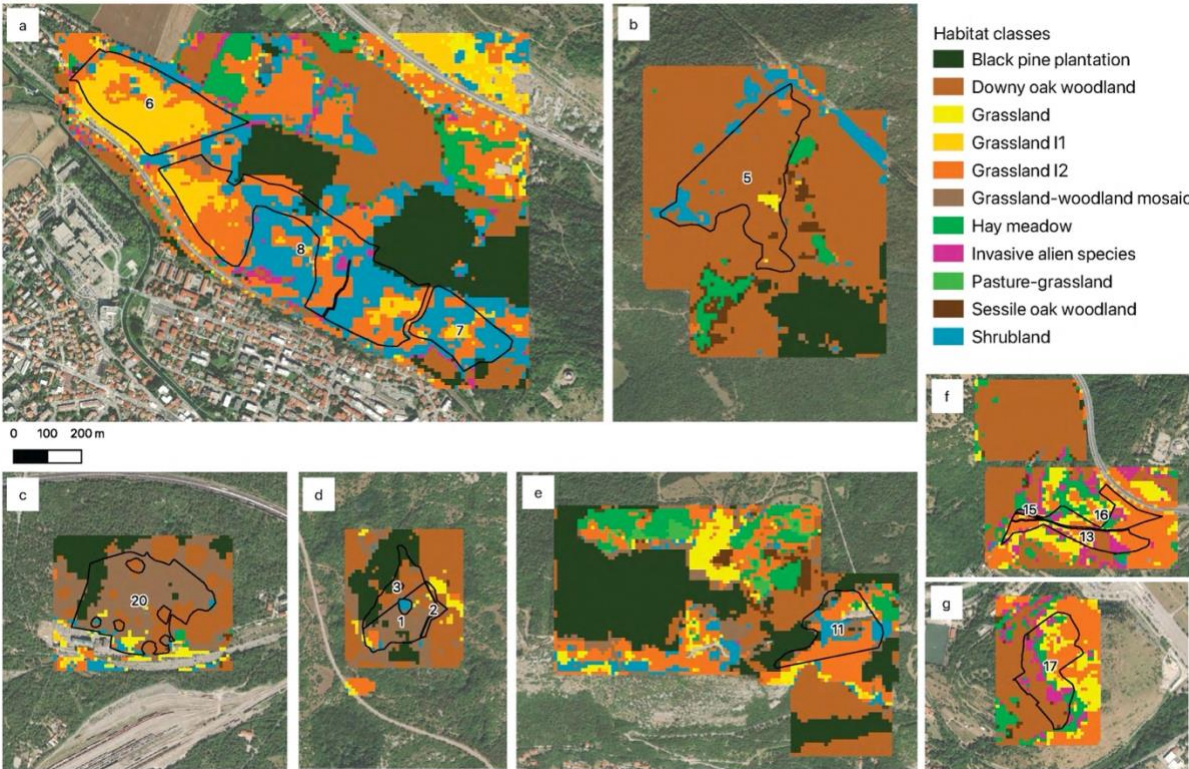 a
6
8
7
b
5
Habitat classes
Black pine plantation
Downy oak woodland
Grassland
Grassland I1
Grassland I2
Grassland-woodland mosaic
Hay meadow
Invasive alien species
Pasture-grassland
Sessile oak woodland
Shrubland
0 100 200 m
c
20
d
3
2
1
e
11
f
15
16
13
g
17